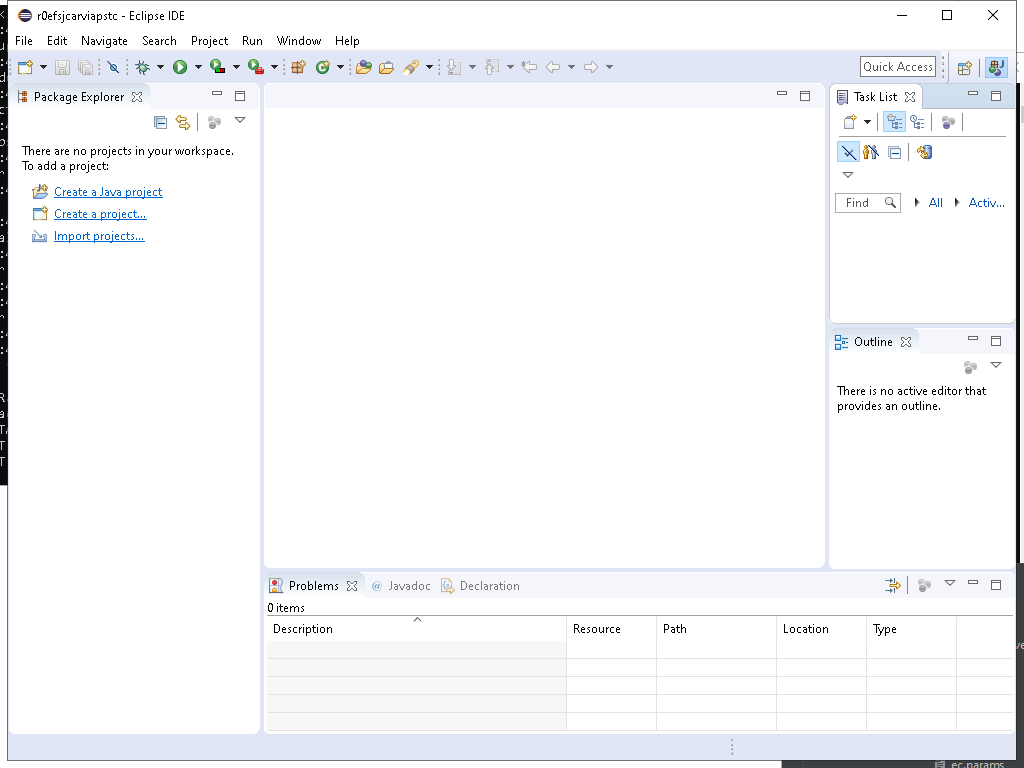 r0efsjcarviapstc - Eclipse IDE
File Edit Navigate Search Project Run Window Help
Quick Access
Package Explorer
There are no projects in your workspace.
To add a project:
Create a Java project
Create a project...
Import projects...
Task List
Find All Activ...
Outline
There is no active editor that
provides an outline.
Problems @ Javadoc Declaration
0 items
Description Resource Path Location Type
ec.params